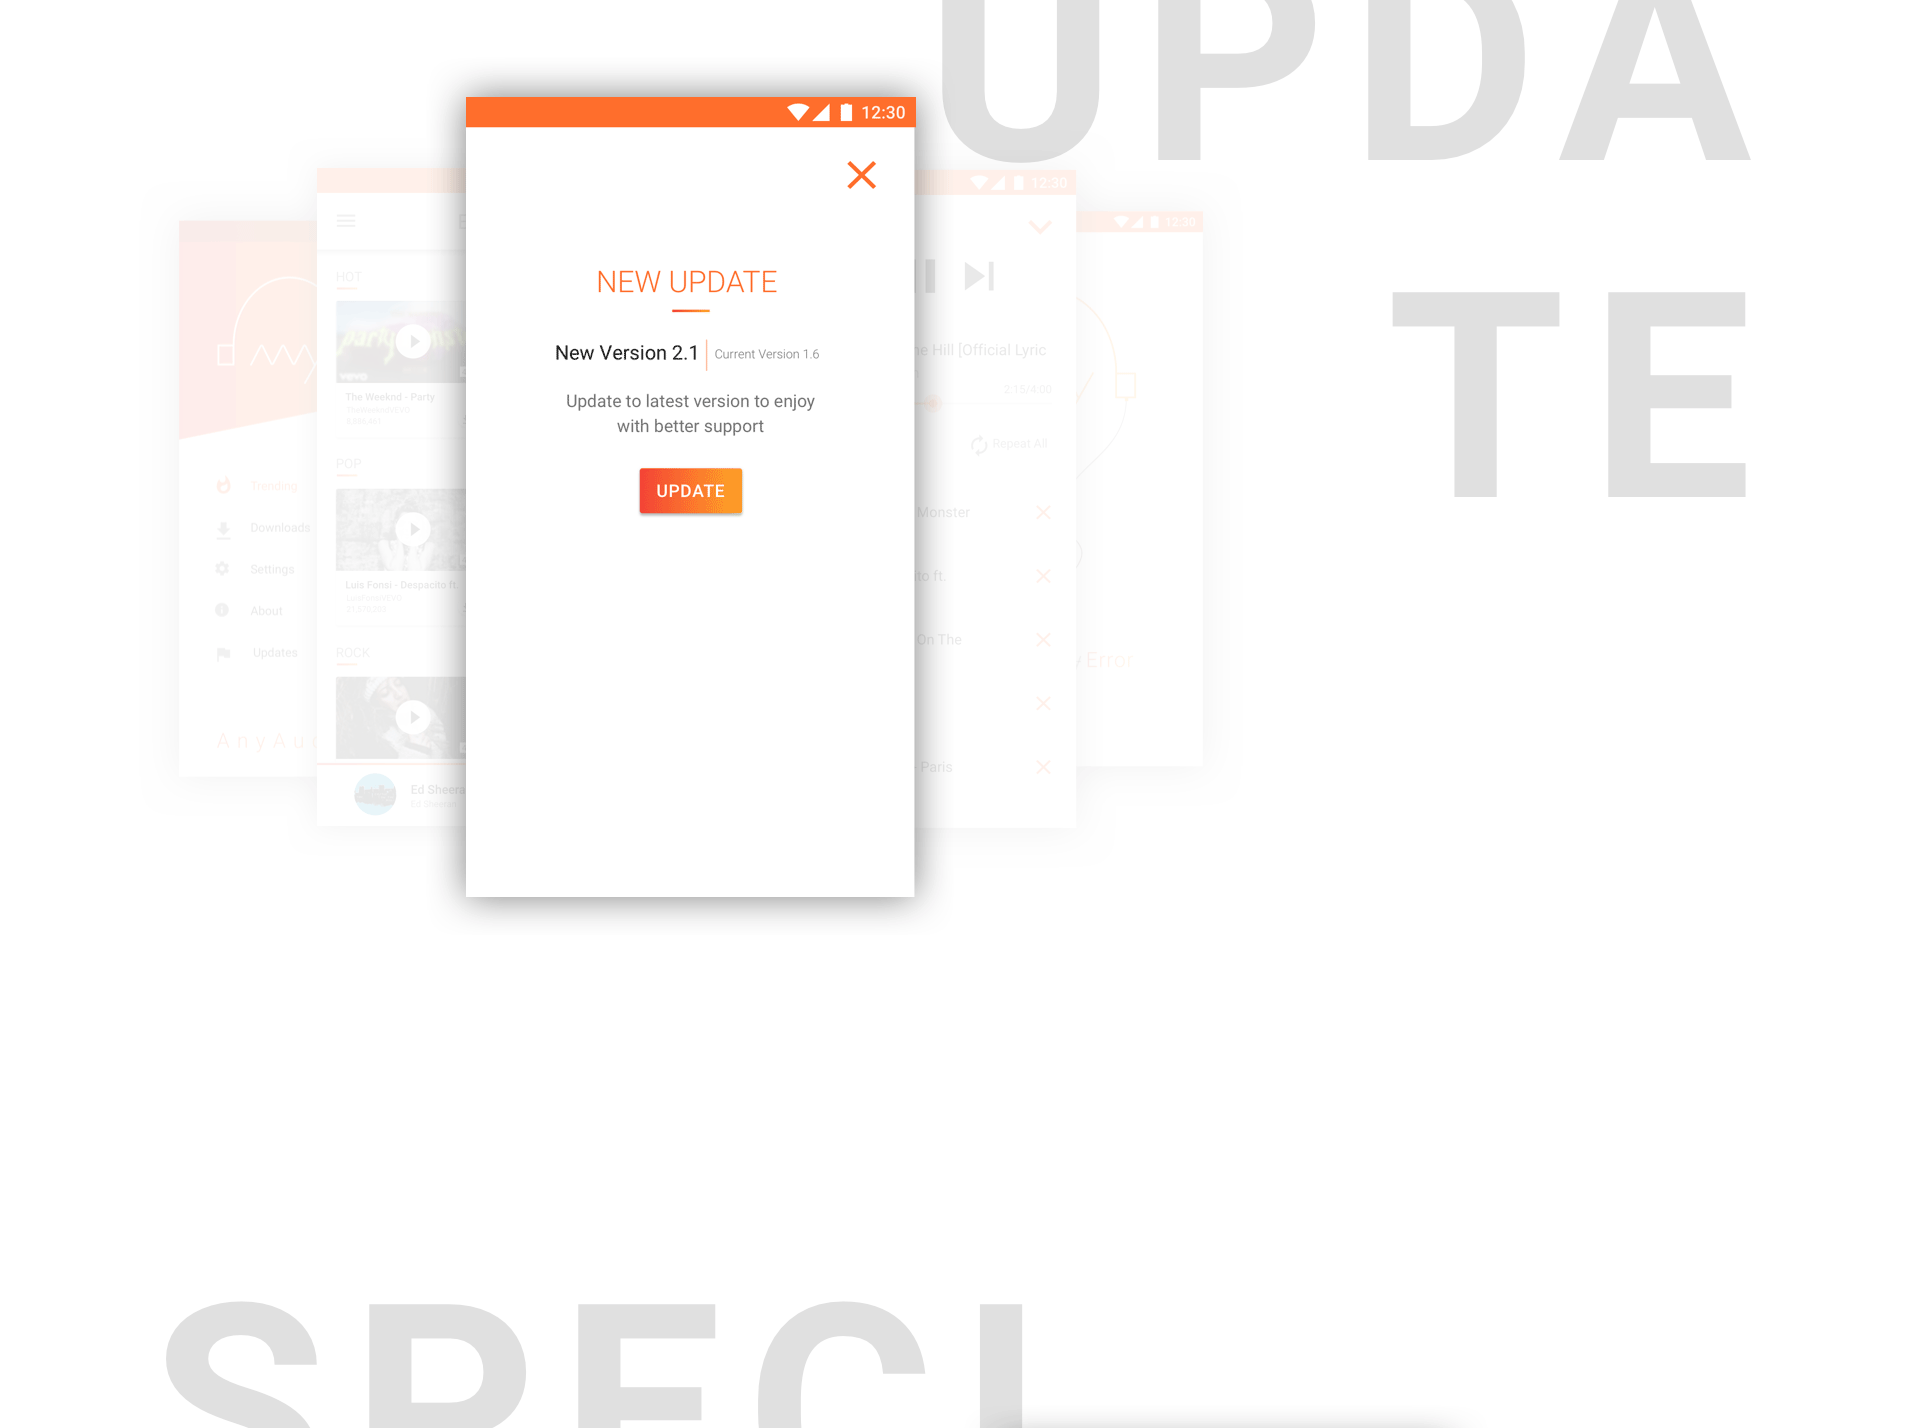 UPDA
TE
12:30
NEW UPDATE
New Version 2.1
Current Version 1.6
Update to latest version to enjoy
with better support
UPDATE
Trending
Downloads
Settings
About
Updates
HOT
The Weeknd - Party
POP
Luis Fonsi - Despacito ft.
ROCK
Ed Sheera
Ed Sheeran
12:30
Hill [Official Lyric
2:15/4:00
Repeat All
Monster
ft.
On The
- Paris
12:30
Error
SPECI